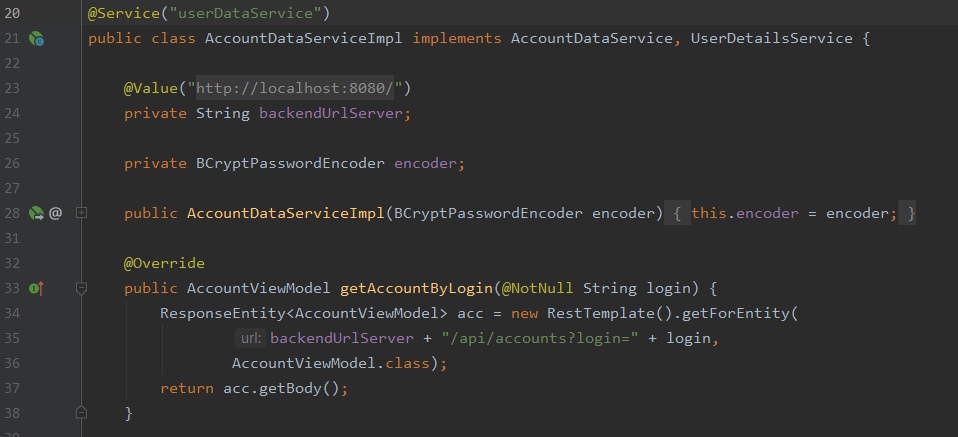 20 @Service("userDataService")
21 public class AccountDataServiceImpl implements AccountDataService, UserDetailsService {
22
23 @Value("http://localhost:8080/")
24 private String backendUrlServer;
25
26 private BCryptPasswordEncoder encoder;
27
28 @ public AccountDataServiceImpl(BCryptPasswordEncoder encoder) { this.encoder = encoder; }
31
32 @Override
33 public AccountViewModel getAccountByLogin(@NotNull String login) {
34 ResponseEntity<AccountViewModel> acc = new RestTemplate().getForEntity(
35 url: backendUrlServer + "/api/accounts?login=" + login,
36 AccountViewModel.class);
37 return acc.getBody();
38 }